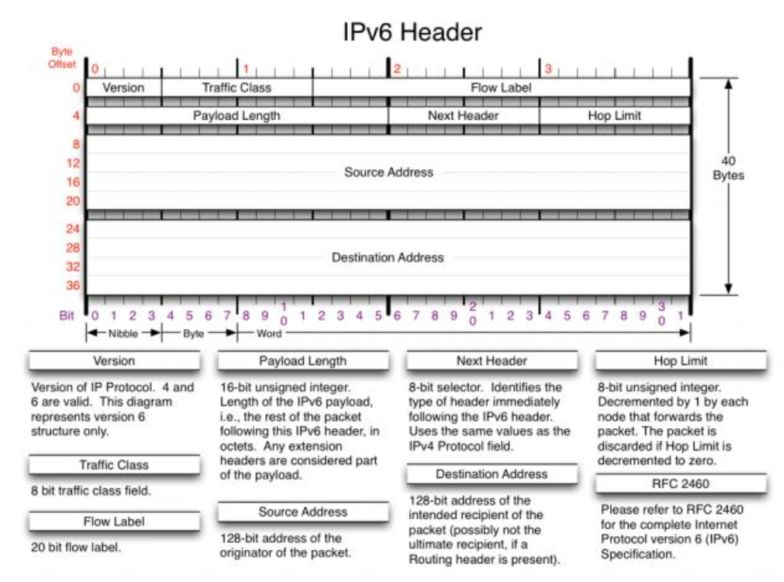 IPv6 Header
Byte
Offset
0 1 2 3
0 Version Traffic Class Flow Label
4 Payload Length Next Header Hop Limit
8
12
16
20
Source Address
24
28
32
36
Destination Address
40
Bytes
Bit 0 1 2 3 4 5 6 7 8 9 10 1 2 3 4 5 6 7 8 9 20 1 2 3 4 5 6 7 8 9 30 1
Nibble Byte Word
Version
Version of IP Protocol. 4 and
6 are valid. This diagram
represents version 6
structure only.
Traffic Class
8 bit traffic class field.
Flow Label
20 bit flow label.
Payload Length
16-bit unsigned integer.
Length of the IPv6 payload,
i.e., the rest of the packet
following this IPv6 header, in
octets. Any extension
headers are considered part
of the payload.
Source Address
128-bit address of the
originator of the packet.
Next Header
8-bit selector. Identifies the
type of header immediately
following the IPv6 header.
Uses the same values as the
IPv4 Protocol field.
Destination Address
128-bit address of the
intended recipient of the
packet (possibly not the
ultimate recipient, if a
Routing header is present).
Hop Limit
8-bit unsigned integer.
Decremented by 1 by each
node that forwards the
packet. The packet is
discarded if Hop Limit is
decremented to zero.
RFC 2460
Please refer to RFC 2460
for the complete Internet
Protocol version 6 (IPv6)
Specification.